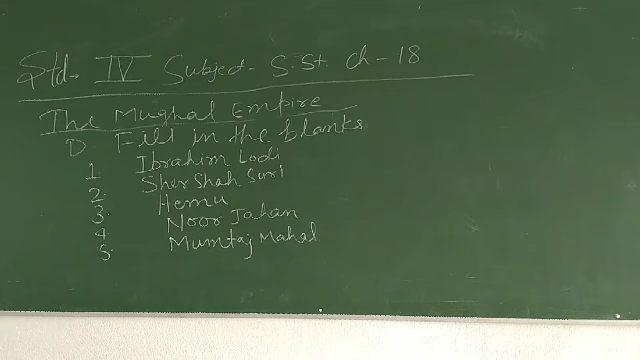 Std - IV Subject - S.St. ch - 18
The Mughal Empire
D Fill in the blanks.
1 Ibrahim Lodi
2. Sher Shah Suri
3. Hemu
4 Noor Jahan
5. Mumtaj Mahal